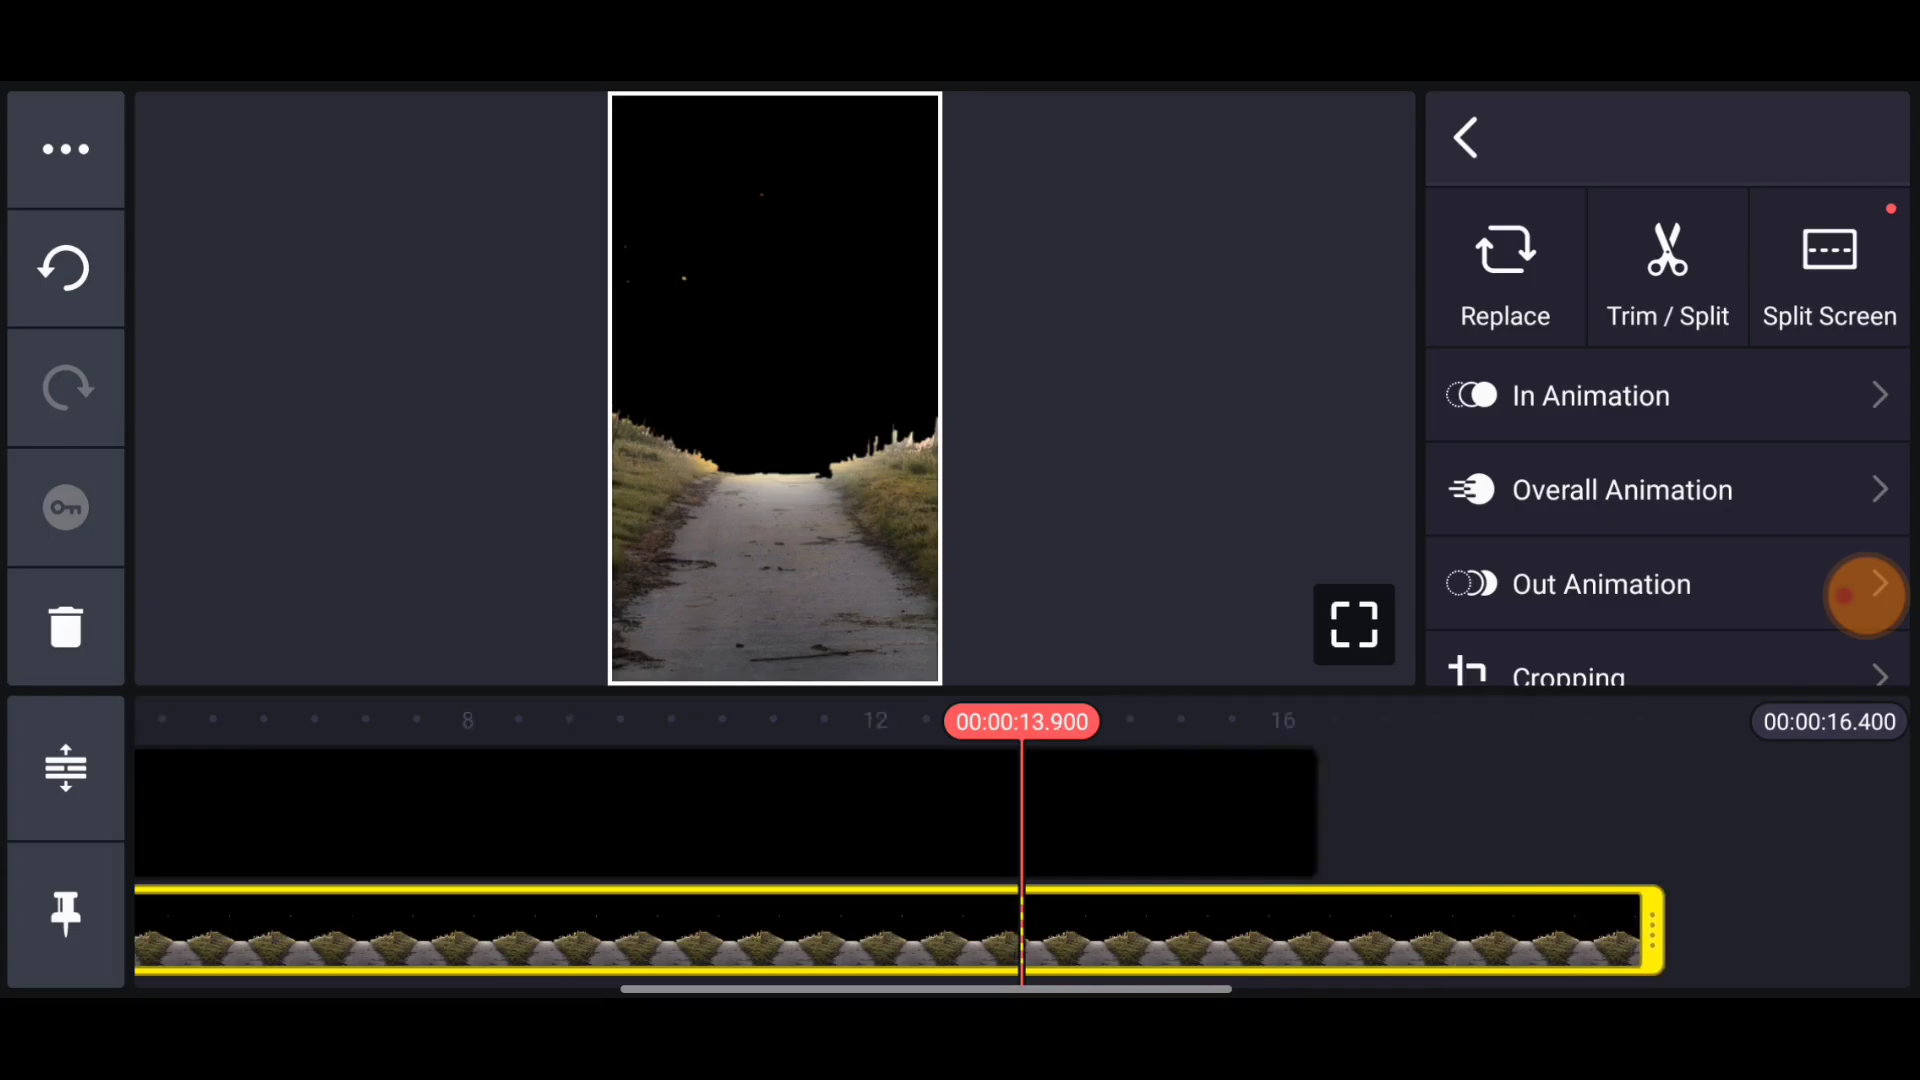 Replace
Trim / Split
Split Screen
In Animation
Overall Animation
Out Animation
Cropping
8
12
00:00:13.900
16
00:00:16.400